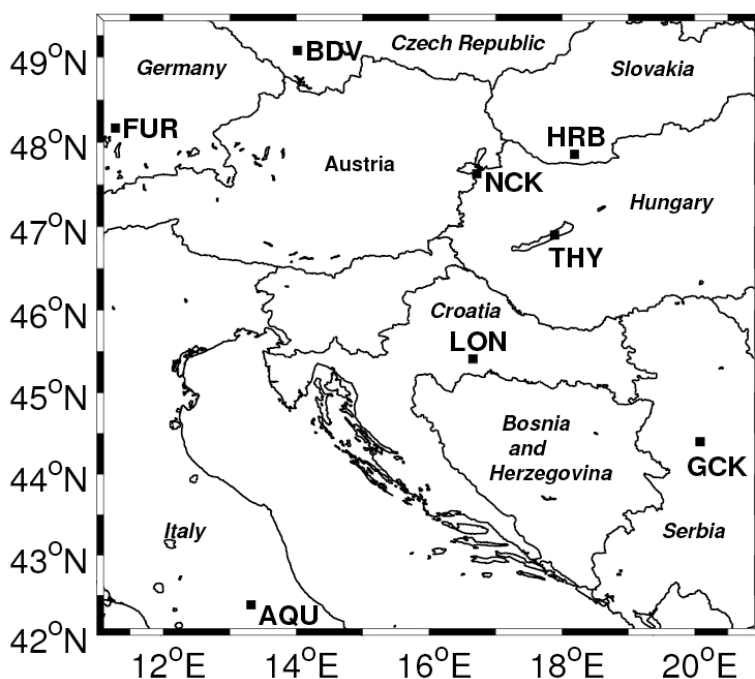 49°N
BDV
Czech Republic
Germany
Slovakia
48°N
FUR
HRB
Austria
NCK
47°N
Hungary
THY
46°N
Croatia
LON
45°N
Bosnia
and
Herzegovina
GCK
44°N
43°N
Italy
Serbia
42°N
AQU
12°E 14°E 16°E 18°E 20°E